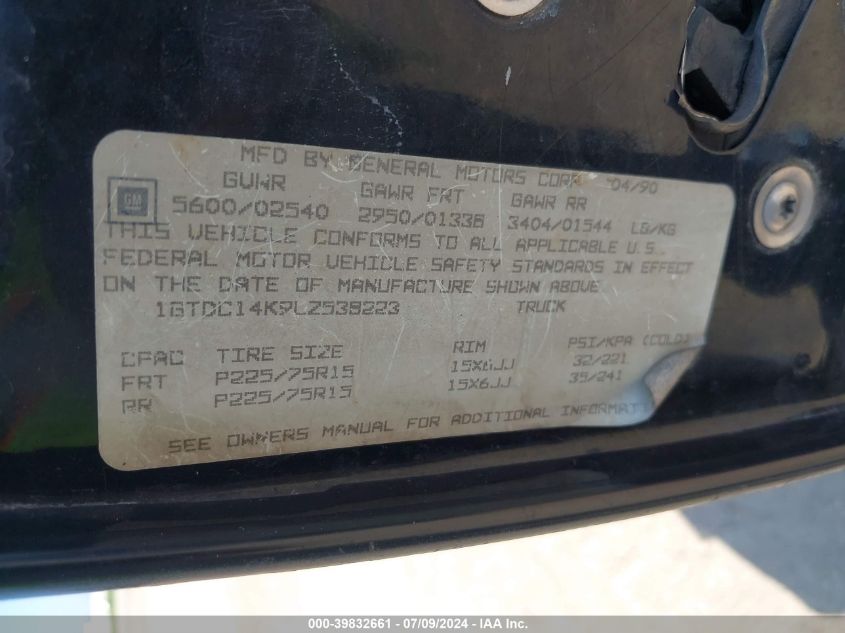 MFD BY GENERAL MOTORS CORP 04/90
GVWR GAWR FRT GAWR RR
GM
5600/02540 2950/01338 3404/01544 LB/KG
THIS VEHICLE CONFORMS TO ALL APPLICABLE U.S.
FEDERAL MOTOR VEHICLE SAFETY STANDARDS IN EFFECT
ON THE DATE OF MANUFACTURE SHOWN ABOVE.
1GTDC14K9LZ538223 TRUCK
CPAC TIRE SIZE RIM PSI/KPA (COLD)
FRT P225/75R15 15X6JJ 32/221
RR P225/75R15 15X6JJ 35/241
SEE OWNERS MANUAL FOR ADDITIONAL INFORMATI
000-39832661 / 07/09/2024 - IAA Inc.